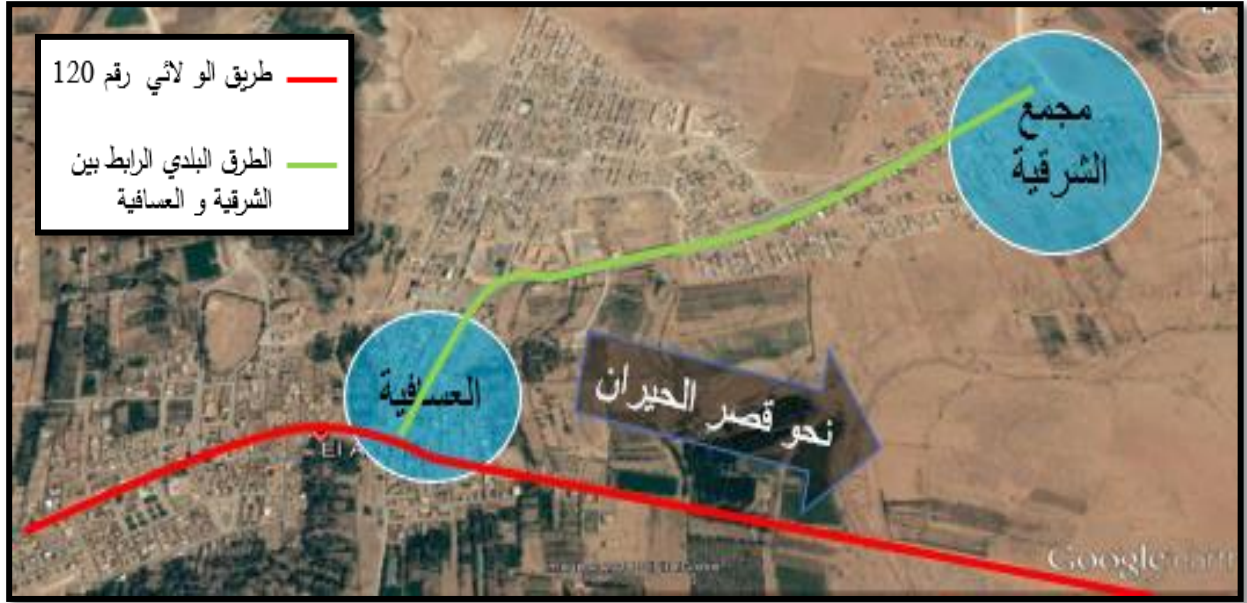 طريق الو لائي رقم 120
الطرق البلدي الرابط بين
الشرقية و العسافية
مجمع
الشرقية
العسافية
نحو قصر الحيران
El A
Google earth